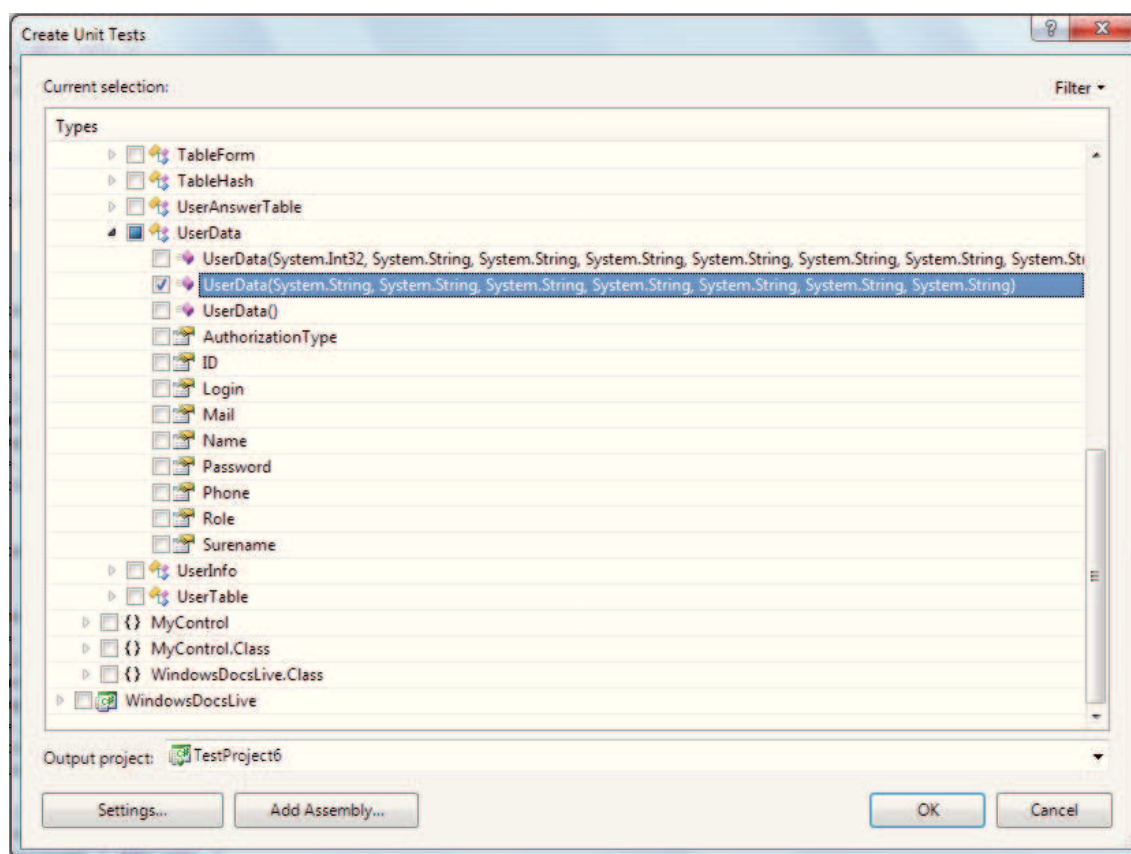 Create Unit Tests
Current selection:
Filter
Types
TableForm
TableHash
UserAnswerTable
UserData
UserData(System.Int32, System.String, System.String, System.String, System.String, System.String, System.String, System.Stri
UserData(System.String, System.String, System.String, System.String, System.String, System.String, System.String)
UserData()
AuthorizationType
ID
Login
Mail
Name
Password
Phone
Role
Surename
UserInfo
UserTable
{} MyControl
{} MyControl.Class
{} WindowsDocsLive.Class
WindowsDocsLive
Output project: TestProject6
Settings... Add Assembly... OK Cancel